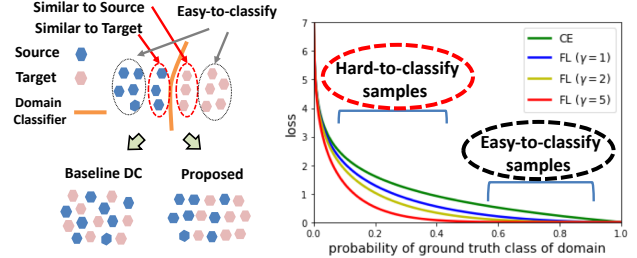 Similar to Source
Similar to Target
Easy-to-classify
Source
Target
Domain
Classifier
Baseline DC
Proposed
7
6
5
4
3
2
1
0
loss
0.0
0.2
0.4
0.6
0.8
1.0
probability of ground truth class of domain
CE
FL (γ = 1)
FL (γ = 2)
FL (γ = 5)
Hard-to-classify
samples
Easy-to-classify
samples